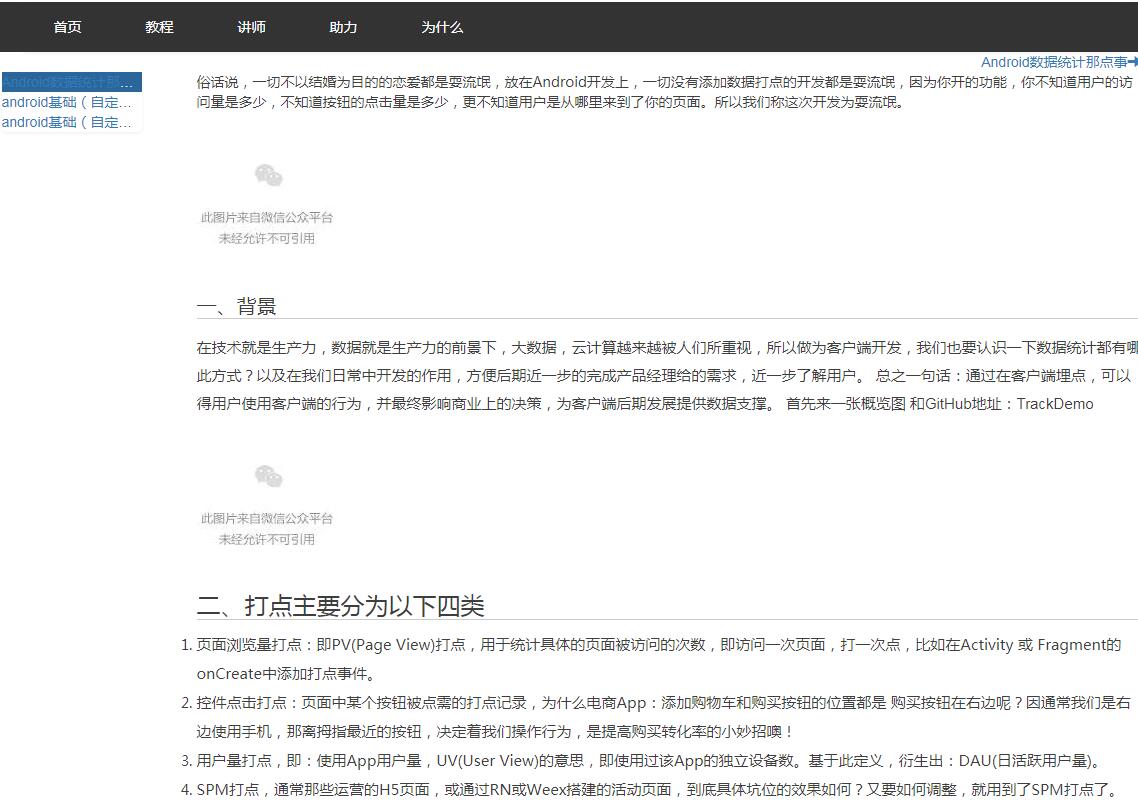 首页 教程 讲师 助力 为什么
Android数据统计那点事
Android数据统计那...
android基础（自定...
android基础（自定...
俗话说，一切不以结婚为目的的恋爱都是耍流氓，放在Android开发上，一切没有添加数据打点的开发都是耍流氓，因为你开的功能，你不知道用户的访
问量是多少，不知道按钮的点击量是多少，更不知道用户是从哪里来到了你的页面。所以我们称这次开发为耍流氓。
此图片来自微信公众平台
未经允许不可引用
一、背景
在技术就是生产力，数据就是生产力的前景下，大数据，云计算越来越被人们所重视，所以做为客户端开发，我们也要认识一下数据统计都有哪
此方式？以及在我们日常中开发的作用，方便后期近一步的完成产品经理给的需求，近一步了解用户。 总之一句话：通过在客户端埋点，可以
得用户使用客户端的行为，并最终影响商业上的决策，为客户端后期发展提供数据支撑。 首先来一张概览图 和GitHub地址：TrackDemo
此图片来自微信公众平台
未经允许不可引用
二、打点主要分为以下四类
1. 页面浏览量打点：即PV(Page View)打点，用于统计具体的页面被访问的次数，即访问一次页面，打一次点，比如在Activity 或 Fragment的
onCreate中添加打点事件。
2. 控件点击打点：页面中某个按钮被点需的打点记录，为什么电商App：添加购物车和购买按钮的位置都是 购买按钮在右边呢？因通常我们是右
边使用手机，那离拇指最近的按钮，决定着我们操作行为，是提高购买转化率的小妙招噢！
3. 用户量打点，即：使用App用户量，UV(User View)的意思，即使用过该App的独立设备数。基于此定义，衍生出：DAU(日活跃用户量)。
4. SPM打点，通常那些运营的H5页面，或通过RN或Weex搭建的活动页面，到底具体坑位的效果如何？又要如何调整，就用到了SPM打点了。